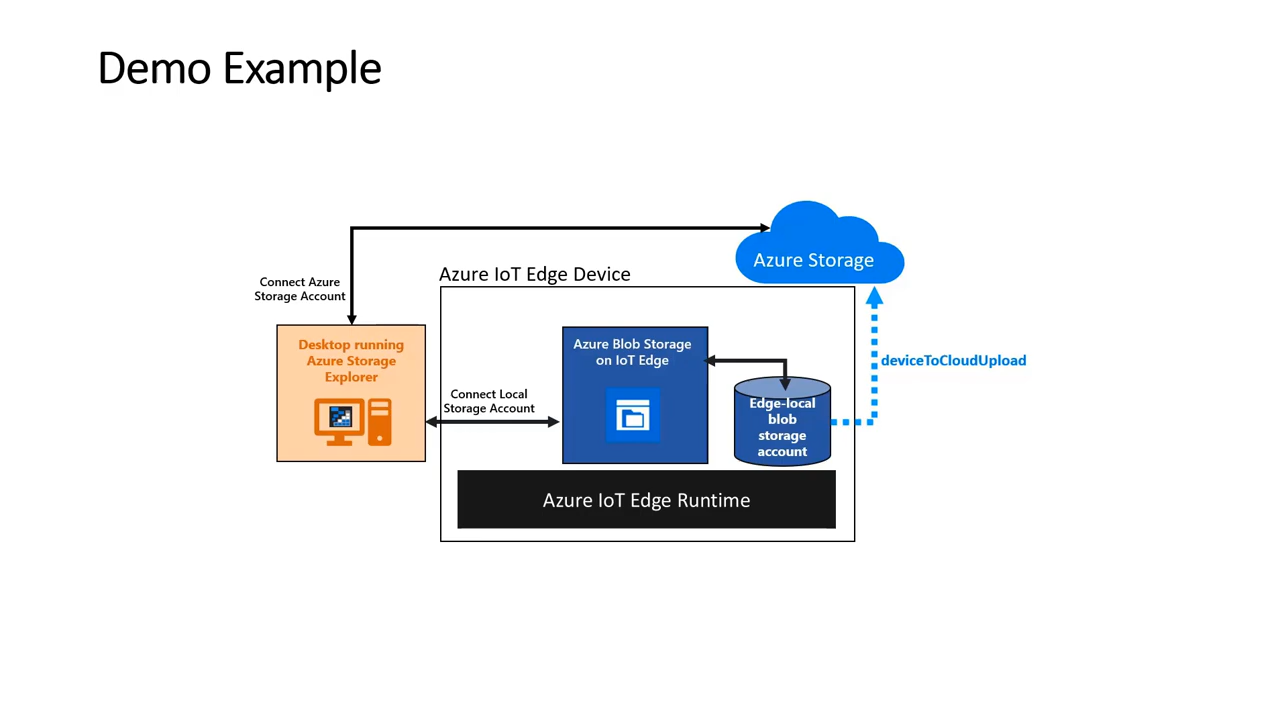 Demo Example
Azure Storage
Azure IoT Edge Device
Connect Azure
Storage Account
Desktop running
Azure Storage
Explorer
Azure Blob Storage
on IoT Edge
deviceToCloudUpload
Connect Local
Storage Account
Edge-local
blob
storage
account
Azure IoT Edge Runtime